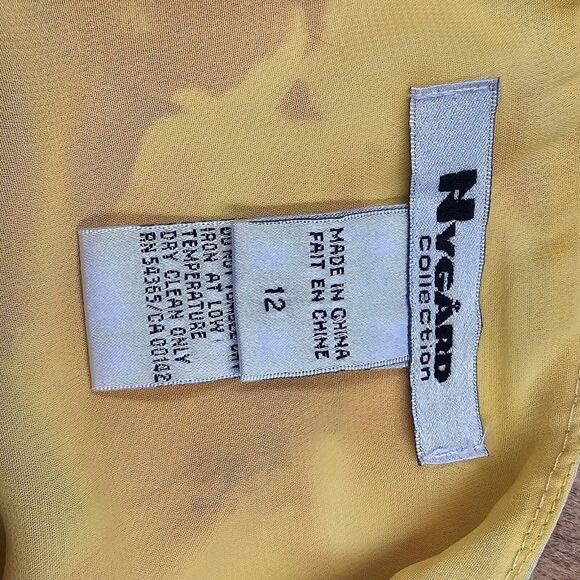 NYGÅRD
Collection
MADE IN CHINA
FAIT EN CHINE
12
IRON AT LOW
TEMPERATURE
DRY CLEAN ONLY
RN 54365/CA 00142